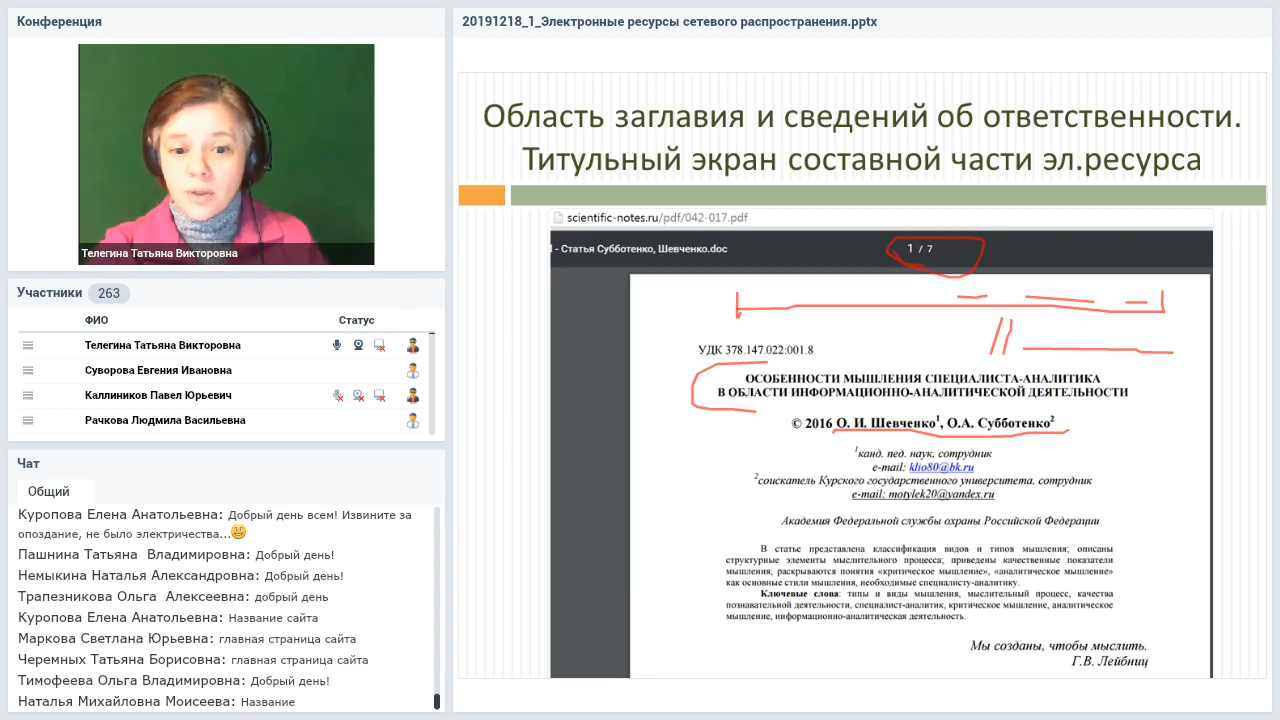 Конференция
Телегина Татьяна Викторовна
Участники 263
ФИО Статус
Телегина Татьяна Викторовна
Суворова Евгения Ивановна
Каллиников Павел Юрьевич
Рачкова Людмила Васильевна
Чат
Общий
Куропова Елена Анатольевна: Добрый день всем! Извините за
опоздание, не было электричества...
Пашнина Татьяна Владимировна: Добрый день!
Немыкина Наталья Александровна: Добрый день!
Трапезникова Ольга Алексеевна: добрый день
Куропова Елена Анатольевна: Название сайта
Маркова Светлана Юрьевна: главная страница сайта
Черемных Татьяна Борисовна: главная страница сайта
Тимофеева Ольга Владимировна: Добрый день!
Наталья Михайловна Моисеева: Название
20191218_1_Электронные ресурсы сетевого распространения.pptx
Область заглавия и сведений об ответственности.
Титульный экран составной части эл.ресурса
scientific-notes.ru/pdf/042-017.pdf
- Статья Субботенко, Шевченко.doc 1 / 7
УДК 378.147.022:001.8
ОСОБЕННОСТИ МЫШЛЕНИЯ СПЕЦИАЛИСТА-АНАЛИТИКА
В ОБЛАСТИ ИНФОРМАЦИОННО-АНАЛИТИЧЕСКОЙ ДЕЯТЕЛЬНОСТИ
© 2016 О. И. Шевченко¹, О.А. Субботенко²
¹канд. пед. наук, сотрудник
e-mail: klio80@bk.ru
²соискатель Курского государственного университета, сотрудник
e-mail: motylek20@yandex.ru
Академия Федеральной службы охраны Российской Федерации
В статье представлена классификация видов и типов мышления; описаны
структурные элементы мыслительного процесса; приведены качественные показатели
мышления; раскрываются понятия «критическое мышление», «аналитическое мышление»
как основные стили мышления, необходимые специалисту-аналитику.
Ключевые слова: типы и виды мышления, мыслительный процесс, качества
познавательной деятельности, специалист-аналитик, критическое мышление, аналитическое
мышление, информационно-аналитическая деятельность.
Мы созданы, чтобы мыслить.
Г.В. Лейбниц